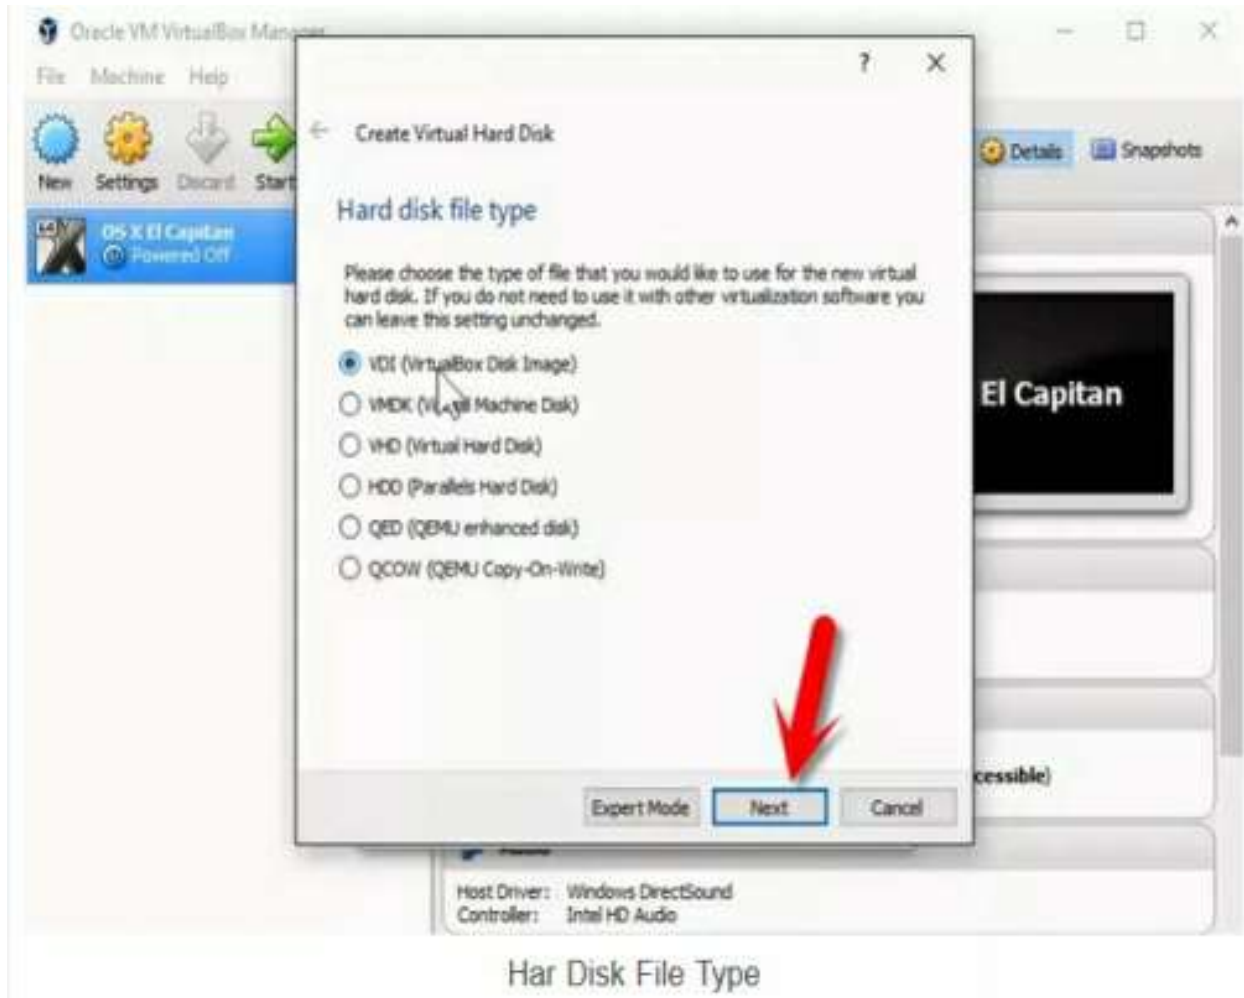 Oracle VM VirtualBox Manager
File Machine Help
New Settings Discard Start
Details Snapshots
64
OS X El Capitan
Powered Off
? X
Create Virtual Hard Disk
Hard disk file type
Please choose the type of file that you would like to use for the new virtual
hard disk. If you do not need to use it with other virtualization software you
can leave this setting unchanged.
VDI (VirtualBox Disk Image)
VMDK (Virtual Machine Disk)
VHD (Virtual Hard Disk)
HDD (Parallels Hard Disk)
QED (QEMU enhanced disk)
QCOW (QEMU Copy-On-Write)
Expert Mode Next Cancel
El Capitan
cessible)
Host Driver: Windows DirectSound
Controller: Intel HD Audio
Har Disk File Type